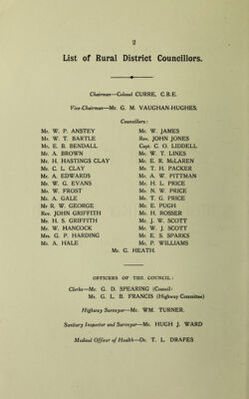 2
List of Rural District Councillors.
Chairman—Colonel CURRE, C.B.E.
Vice-Chairman—Mr. G. M. VAUGHAN-HUGHES.
Councillors:
Mr. W. P. ANSTEY
Mr. W. T. BARTLE
Mr. E. B. BENDALL
Mr. A. BROWN
Mr. H. HASTINGS CLAY
Mr. C. L. CLAY
Mr. A. EDWARDS
Mr. W. G. EVANS
Mr. W. FROST
Mr. A. GALE
Mr R. W. GEORGE
Rev. JOHN GRIFFITH
Mr. H. S. GRIFFITH
Mr. W. HANCOCK
Mrs. G. P. HARDING
Mr. A. HALE
Mr. W. JAMES
Rev. JOHN JONES
Capt. C. O. LIDDELL
Mr. W. T. LINES
Mr. E. R. McLAREN
Mr. T. H. PACKER
Mr. A. W. PITTMAN
Mr. H. L. PRICE
Mr. N. W. PRICE
Mr. T. G. PRICE
Mr. E. PUGH
Mr. H. ROSSER
Mr. J. W. SCOTT
Mr. W. J. SCOTT
Mr. E. S. SPARKS
Mr. P. WILLIAMS
Mr. G. HEATH.
OFFICERS OF THE COUNCIL:
Clerks—Mr. G. D. SPEARING (Council)
Mr. G. L. B. FRANCIS (Highway Committee)
Highway Surveyor—Mr. WM. TURNER.
Sanitary Inspector and Surveyor—Mr. HUGH J. WARD
Medical Officer of Health—Dr. T. L. DRAPES